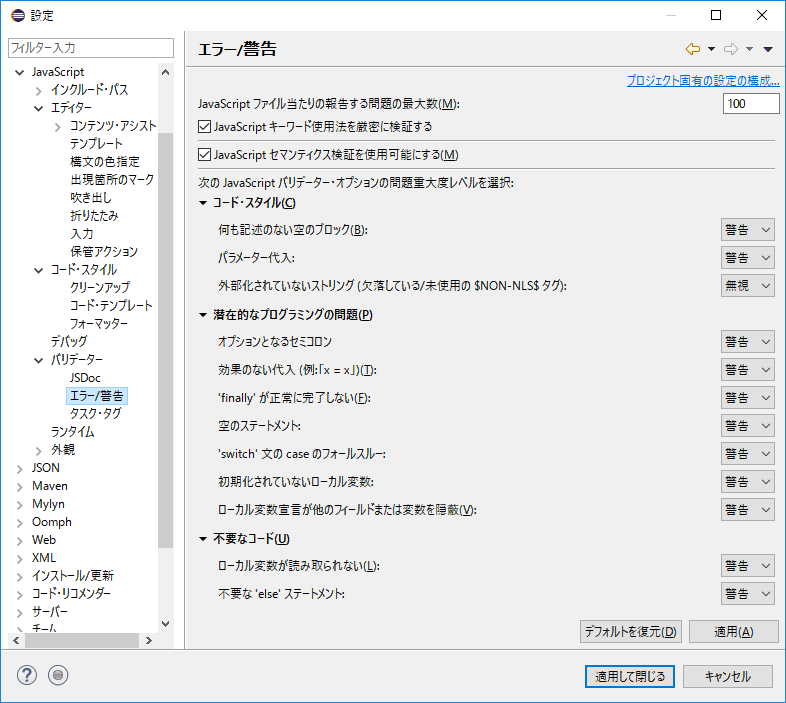 設定
フィルター入力
JavaScript
インクルード・パス
エディター
コンテンツ・アシスト
テンプレート
構文の色指定
出現箇所のマーク
吹き出し
折りたたみ
入力
保管アクション
コード・スタイル
クリーンアップ
コード・テンプレート
フォーマッター
デバッグ
バリデーター
JSDoc
エラー/警告
タスク・タグ
ランタイム
外観
JSON
Maven
Mylyn
Oomph
Web
XML
インストール/更新
コード・リコメンダー
サーバー
チーム
エラー/警告
プロジェクト固有の設定の構成...
JavaScript ファイル当たりの報告する問題の最大数(M): 100
JavaScript キーワード使用法を厳密に検証する
JavaScript セマンティクス検証を使用可能にする(M)
次の JavaScript バリデーター・オプションの問題重大度レベルを選択:
コード・スタイル(C)
何も記述のない空のブロック(B): 警告
パラメーター代入: 警告
外部化されていないストリング (欠落している/未使用の $NON-NLS$ タグ): 無視
潜在的なプログラミングの問題(P)
オプションとなるセミコロン 警告
効果のない代入 (例:「x = x」)(T): 警告
'finally' が正常に完了しない(F): 警告
空のステートメント: 警告
'switch' 文の case のフォールスルー: 警告
初期化されていないローカル変数: 警告
ローカル変数宣言が他のフィールドまたは変数を隠蔽(V): 警告
不要なコード(U)
ローカル変数が読み取られない(L): 警告
不要な 'else' ステートメント: 警告
デフォルトを復元(D) 適用(A)
? 適用して閉じる キャンセル